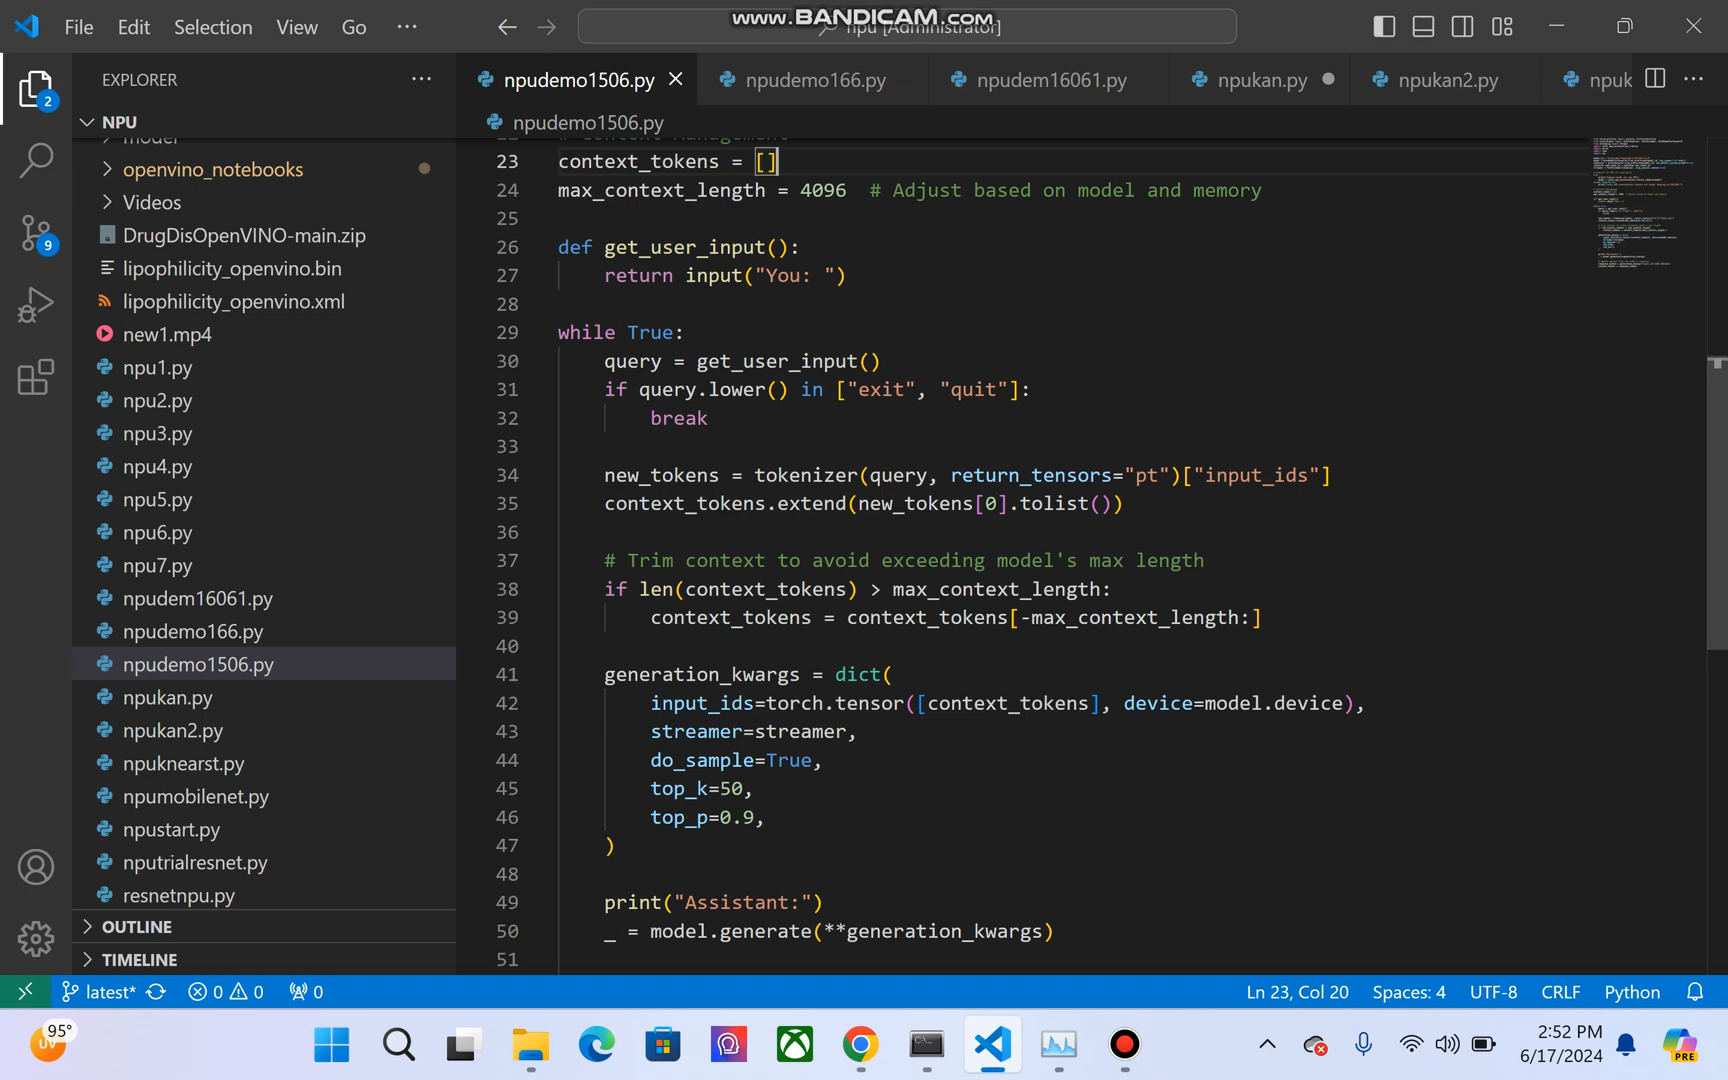 File Edit Selection View Go ...
www.BANDICAM.com
npu [Administrator]
EXPLORER
npudemo1506.py
npudemo166.py
npudem16061.py
npukan.py
npukan2.py
npuk
NPU
npudemo1506.py
model
openvino_notebooks
Videos
DrugDisOpenVINO-main.zip
lipophilicity_openvino.bin
lipophilicity_openvino.xml
new1.mp4
npu1.py
npu2.py
npu3.py
npu4.py
npu5.py
npu6.py
npu7.py
npudem16061.py
npudemo166.py
npudemo1506.py
npukan.py
npukan2.py
npuknearst.py
npumobilenet.py
npustart.py
nputrialresnet.py
resnetnpu.py
OUTLINE
TIMELINE
2
9
22 # Context Management
23 context_tokens = []
24 max_context_length = 4096  # Adjust based on model and memory
25
26 def get_user_input():
27     return input("You: ")
28
29 while True:
30     query = get_user_input()
31     if query.lower() in ["exit", "quit"]:
32         break
33
34     new_tokens = tokenizer(query, return_tensors="pt")["input_ids"]
35     context_tokens.extend(new_tokens[0].tolist())
36
37     # Trim context to avoid exceeding model's max length
38     if len(context_tokens) > max_context_length:
39         context_tokens = context_tokens[-max_context_length:]
40
41     generation_kwargs = dict(
42         input_ids=torch.tensor([context_tokens], device=model.device),
43         streamer=streamer,
44         do_sample=True,
45         top_k=50,
46         top_p=0.9,
47     )
48
49     print("Assistant:")
50     _ = model.generate(**generation_kwargs)
51
latest* 0 0 0
Ln 23, Col 20 Spaces: 4 UTF-8 CRLF Python
95°
UV
2:52 PM
6/17/2024
PRE